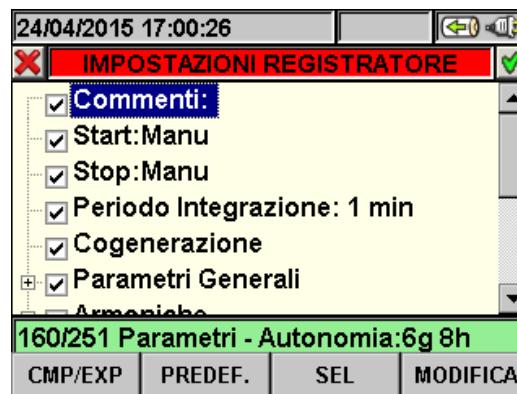 24/04/2015 17:00:26
IMPOSTAZIONI REGISTRATORE
Commenti:
Start:Manu
Stop:Manu
Periodo Integrazione: 1 min
Cogenerazione
Parametri Generali
Armoniche
160/251 Parametri - Autonomia:6g 8h
CMP/EXP PREDEF. SEL MODIFICA